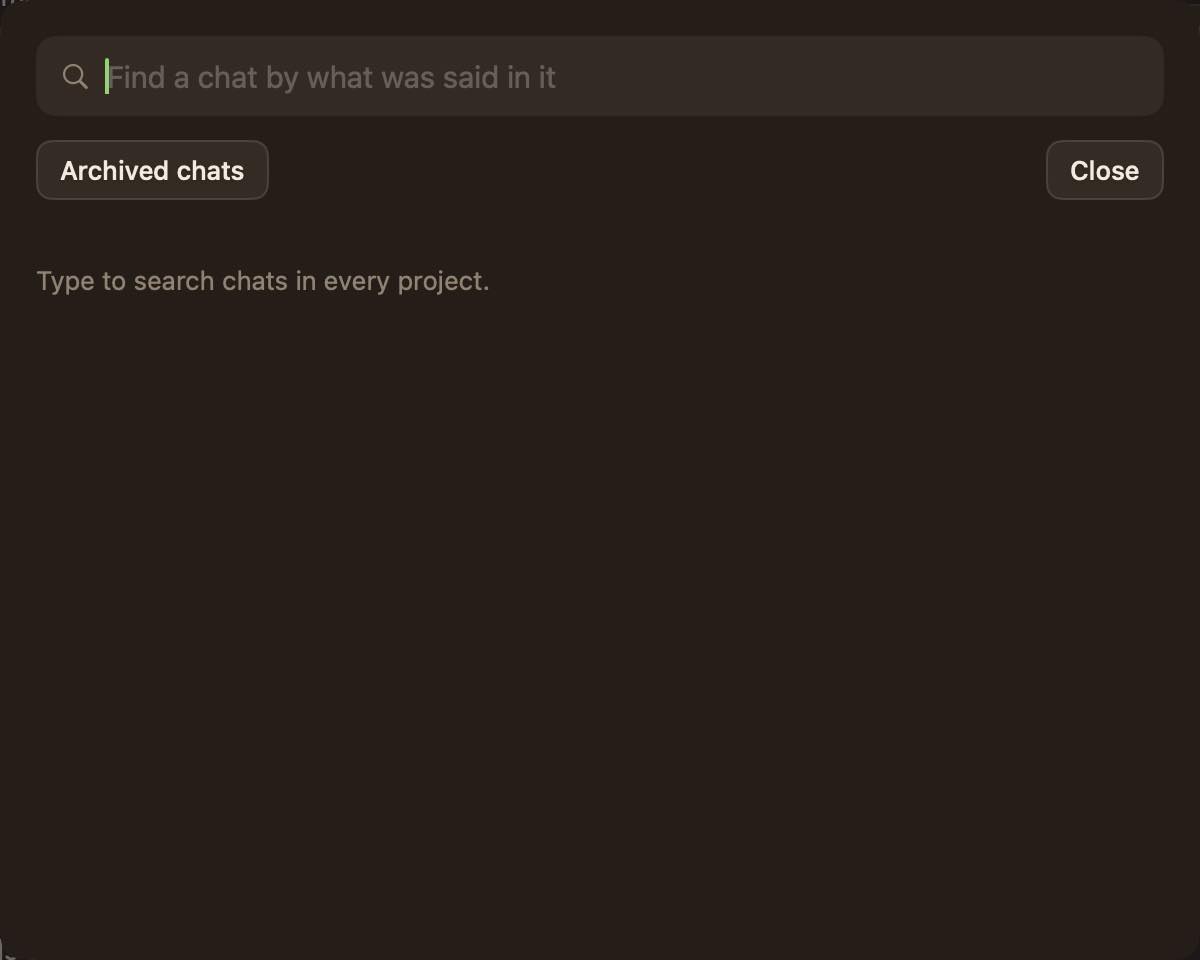 Find a chat by what was said in it
Archived chats
Close
Type to search chats in every project.